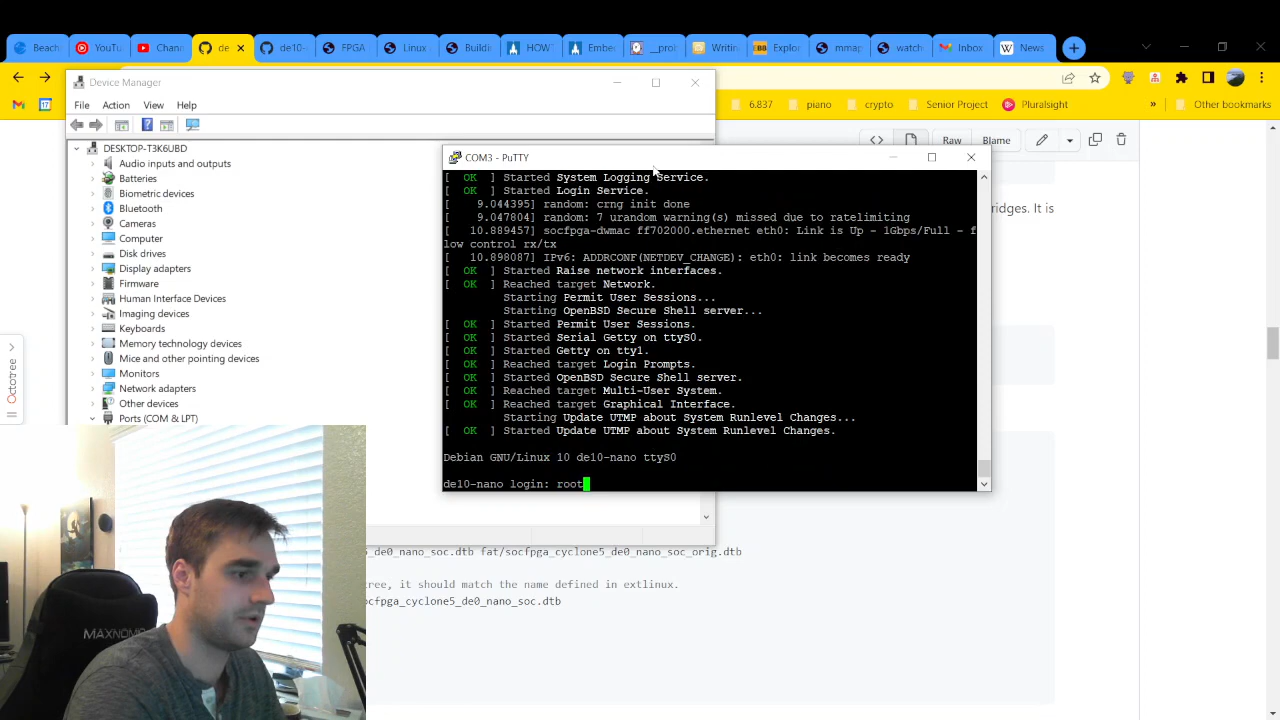 Beach
YouTu
Chan
de
de10-
FPGA
Linux
Buildi
HOW
Embe
__prol
Writin
Explor
mmap
watch
Inbox
News
6.837
piano
crypto
Senior Project
Pluralsight
»
Other bookmarks
Device Manager
File Action View Help
Raw
Blame
DESKTOP-T3K6UBD
Audio inputs and outputs
Batteries
Biometric devices
Bluetooth
Cameras
Computer
Disk drives
Display adapters
Firmware
Human Interface Devices
Imaging devices
Keyboards
Memory technology devices
Mice and other pointing devices
Monitors
Network adapters
Other devices
Ports (COM & LPT)
Octotree
COM3 - PuTTY
[ OK ] Started System Logging Service.
[ OK ] Started Login Service.
[ 9.044395] random: crng init done
[ 9.047804] random: 7 urandom warning(s) missed due to ratelimiting
[ 10.889457] socfpga-dwmac ff702000.ethernet eth0: Link is Up - 1Gbps/Full - f
low control rx/tx
[ 10.898087] IPv6: ADDRCONF(NETDEV_CHANGE): eth0: link becomes ready
[ OK ] Started Raise network interfaces.
[ OK ] Reached target Network.
Starting Permit User Sessions...
Starting OpenBSD Secure Shell server...
[ OK ] Started Permit User Sessions.
[ OK ] Started Serial Getty on ttyS0.
[ OK ] Started Getty on tty1.
[ OK ] Reached target Login Prompts.
[ OK ] Started OpenBSD Secure Shell server.
[ OK ] Reached target Multi-User System.
[ OK ] Reached target Graphical Interface.
Starting Update UTMP about System Runlevel Changes...
[ OK ] Started Update UTMP about System Runlevel Changes.
Debian GNU/Linux 10 de10-nano ttyS0
de10-nano login: root
ridges. It is
_de0_nano_soc.dtb fat/socfpga_cyclone5_de0_nano_soc_orig.dtb
tree, it should match the name defined in extlinux.
socfpga_cyclone5_de0_nano_soc.dtb
MAXNOMIC